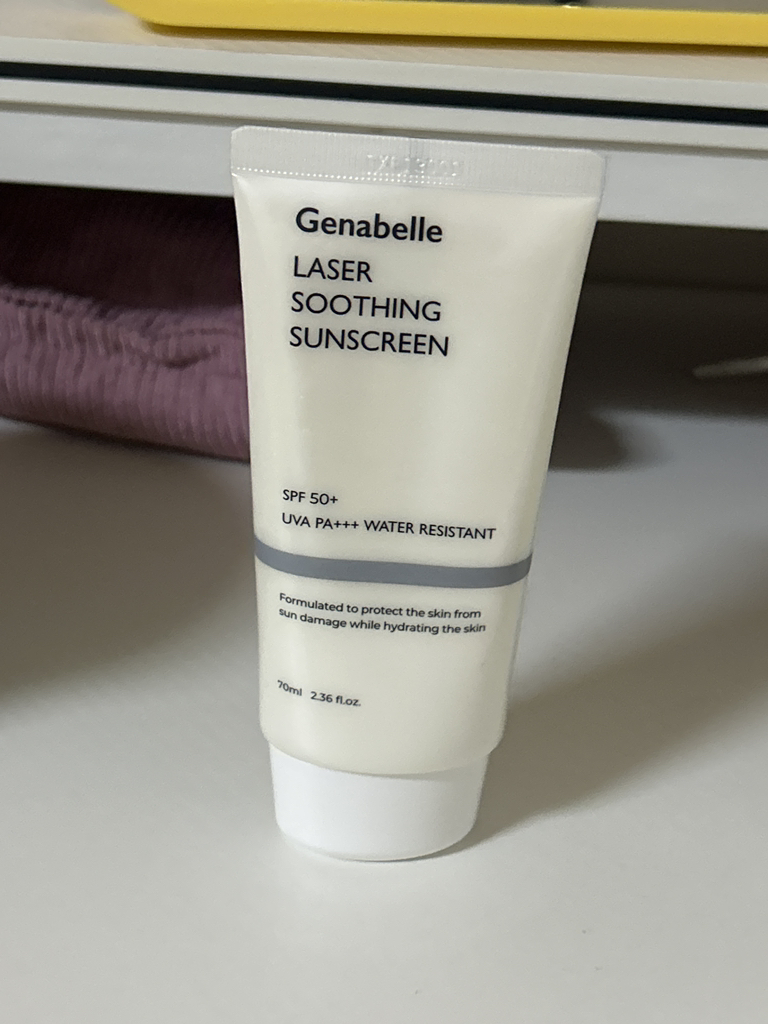 Genabelle
LASER
SOOTHING
SUNSCREEN
SPF 50+
UVA PA+++ WATER RESISTANT
Formulated to protect the skin from
sun damage while hydrating the skin
70ml 2.36 fl.oz.